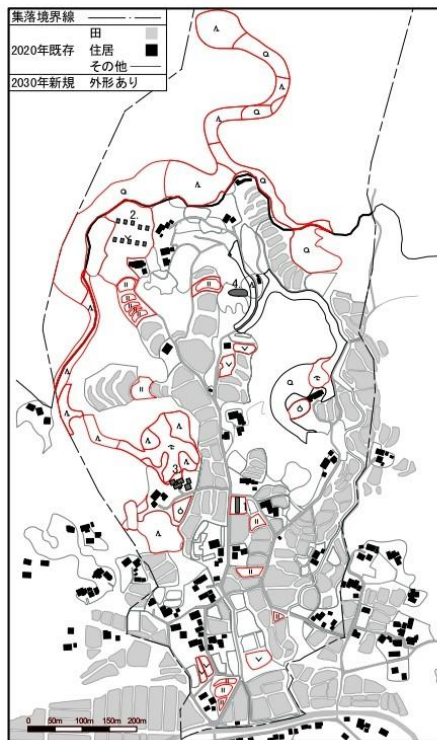 集落境界線
田
2020年既存 住居
その他
2030年新規 外形あり
2.
4.
3.
1
0 50m 100m 150m 200m